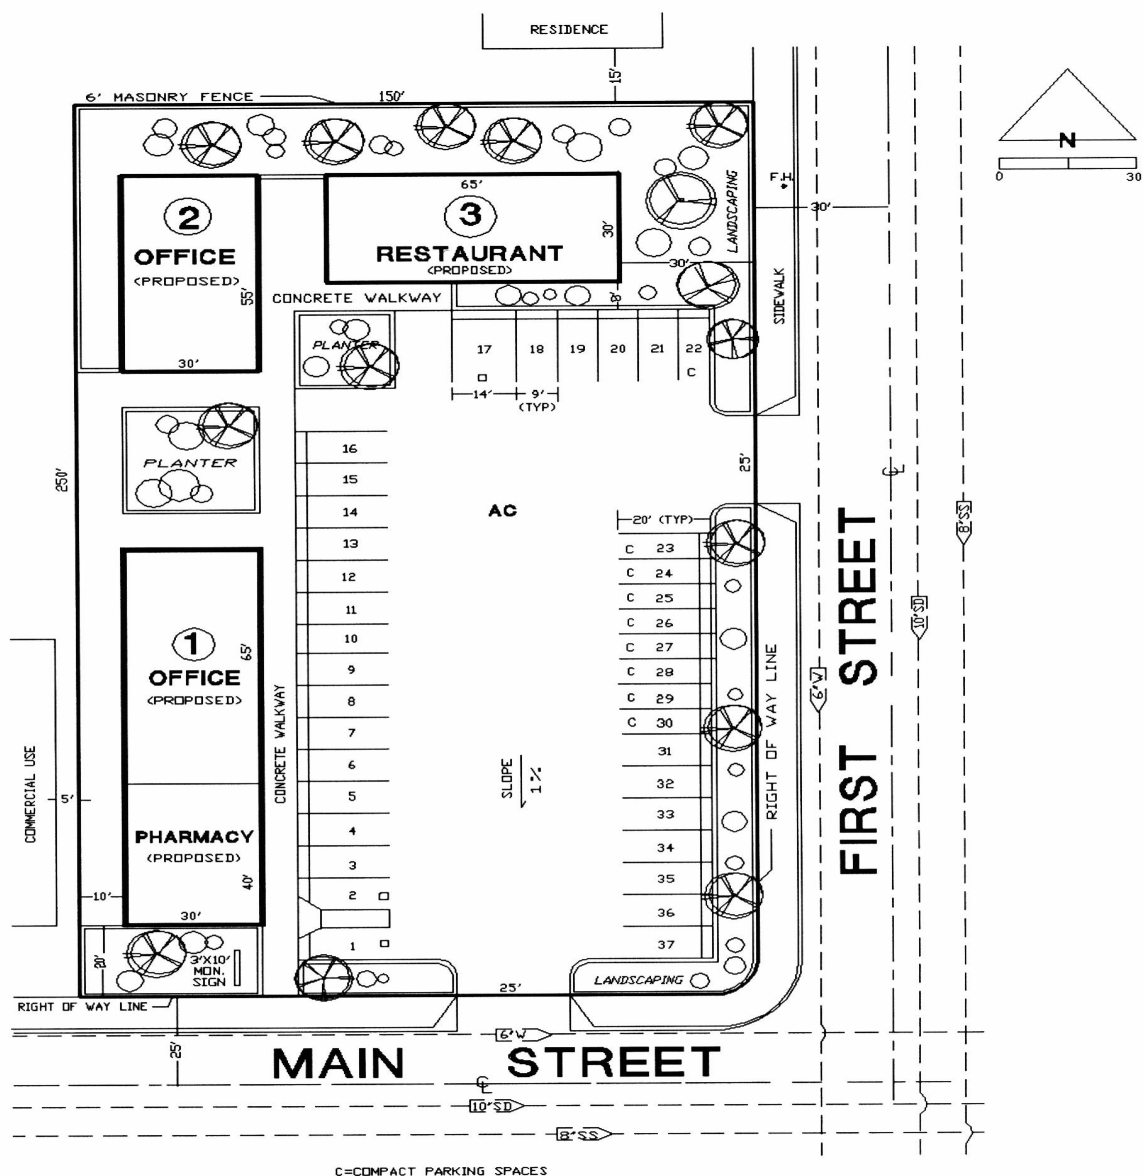 RESIDENCE
15'
6' MASONRY FENCE
150'
N
0
30
F.H.
30'
LANDSCAPING
65'
3
30'
RESTAURANT
(PROPOSED)
2
OFFICE
(PROPOSED)
55'
30'
30'
8'
SIDEWALK
CONCRETE WALKWAY
PLANTER
17
18
19
20
21
22
C
14'
9'
(TYP)
250'
PLANTER
16
15
14
13
12
11
10
9
8
7
6
5
4
3
2
1
AC
25'
CL
20' (TYP)
C 23
C 24
C 25
C 26
C 27
C 28
C 29
C 30
31
32
33
34
35
36
37
8"SS
10"SD
6"W
FIRST STREET
RIGHT OF WAY LINE
1
OFFICE
(PROPOSED)
65'
CONCRETE WALKWAY
COMMERCIAL USE
5'
SLOPE
1%
PHARMACY
(PROPOSED)
40'
10'
30'
20'
3'X10'
MON.
SIGN
LANDSCAPING
25'
RIGHT OF WAY LINE
25'
6"W
MAIN STREET
CL
10"SD
8"SS
C=COMPACT PARKING SPACES